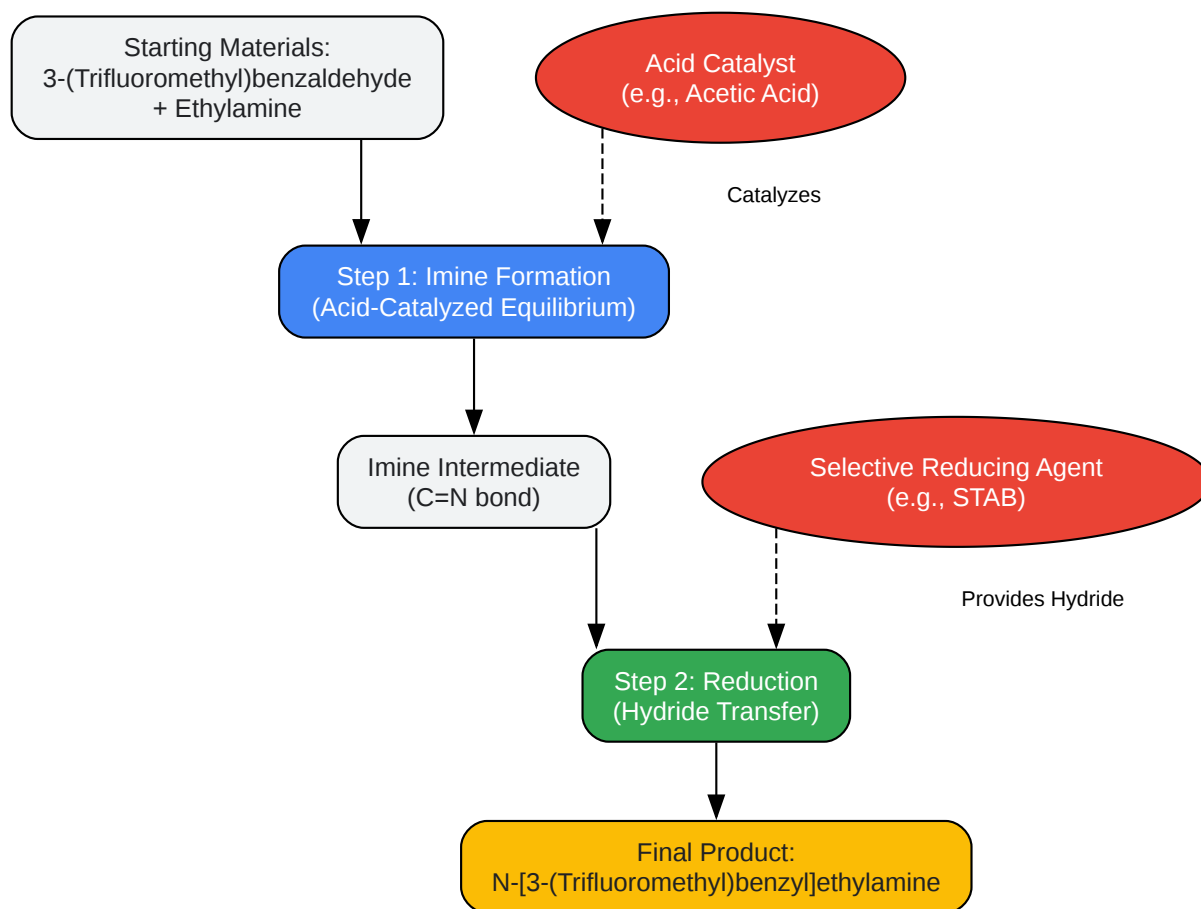 Starting Materials:
3-(Trifluoromethyl)benzaldehyde
+ Ethylamine
Acid Catalyst
(e.g., Acetic Acid)
Catalyzes
Step 1: Imine Formation
(Acid-Catalyzed Equilibrium)
Imine Intermediate
(C=N bond)
Selective Reducing Agent
(e.g., STAB)
Provides Hydride
Step 2: Reduction
(Hydride Transfer)
Final Product:
N-[3-(Trifluoromethyl)benzyl]ethylamine